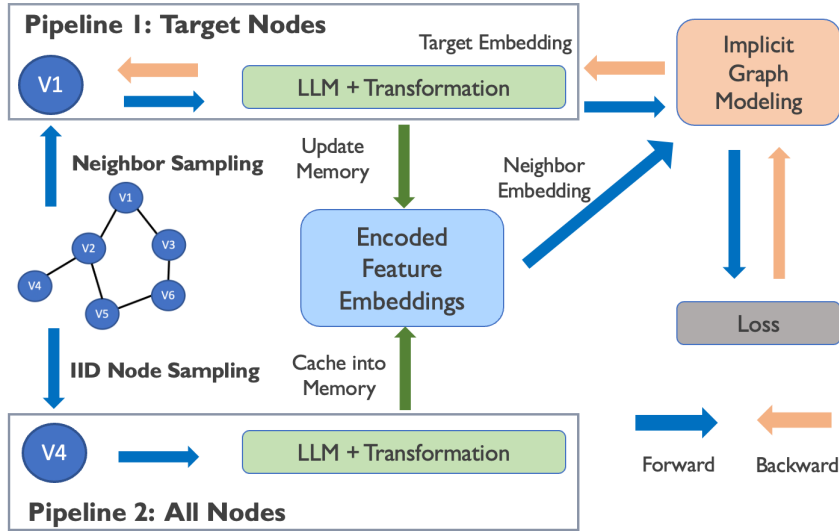 Pipeline 1: Target Nodes
V1
Target Embedding
LLM + Transformation
Implicit
Graph
Modeling
Neighbor Sampling
Update
Memory
Neighbor
Embedding
V1
V2
V3
V4
V5
V6
Encoded
Feature
Embeddings
Loss
IID Node Sampling
Cache into
Memory
V4
LLM + Transformation
Forward
Backward
Pipeline 2: All Nodes